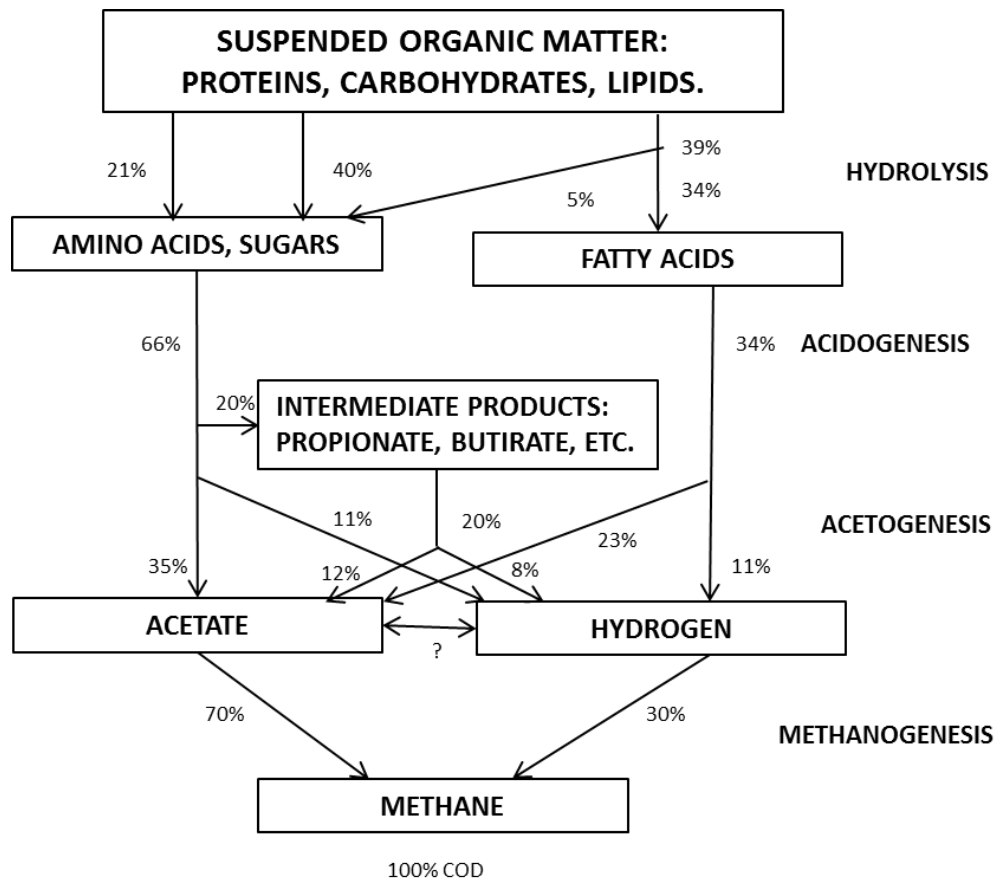 SUSPENDED ORGANIC MATTER:
PROTEINS, CARBOHYDRATES, LIPIDS.
21%
40%
39%
HYDROLYSIS
5%
34%
AMINO ACIDS, SUGARS
FATTY ACIDS
66%
34%
ACIDOGENESIS
20%
INTERMEDIATE PRODUCTS:
PROPIONATE, BUTIRATE, ETC.
11%
20%
23%
ACETOGENESIS
35%
12%
8%
11%
ACETATE
HYDROGEN
?
70%
30%
METHANOGENESIS
METHANE
100% COD